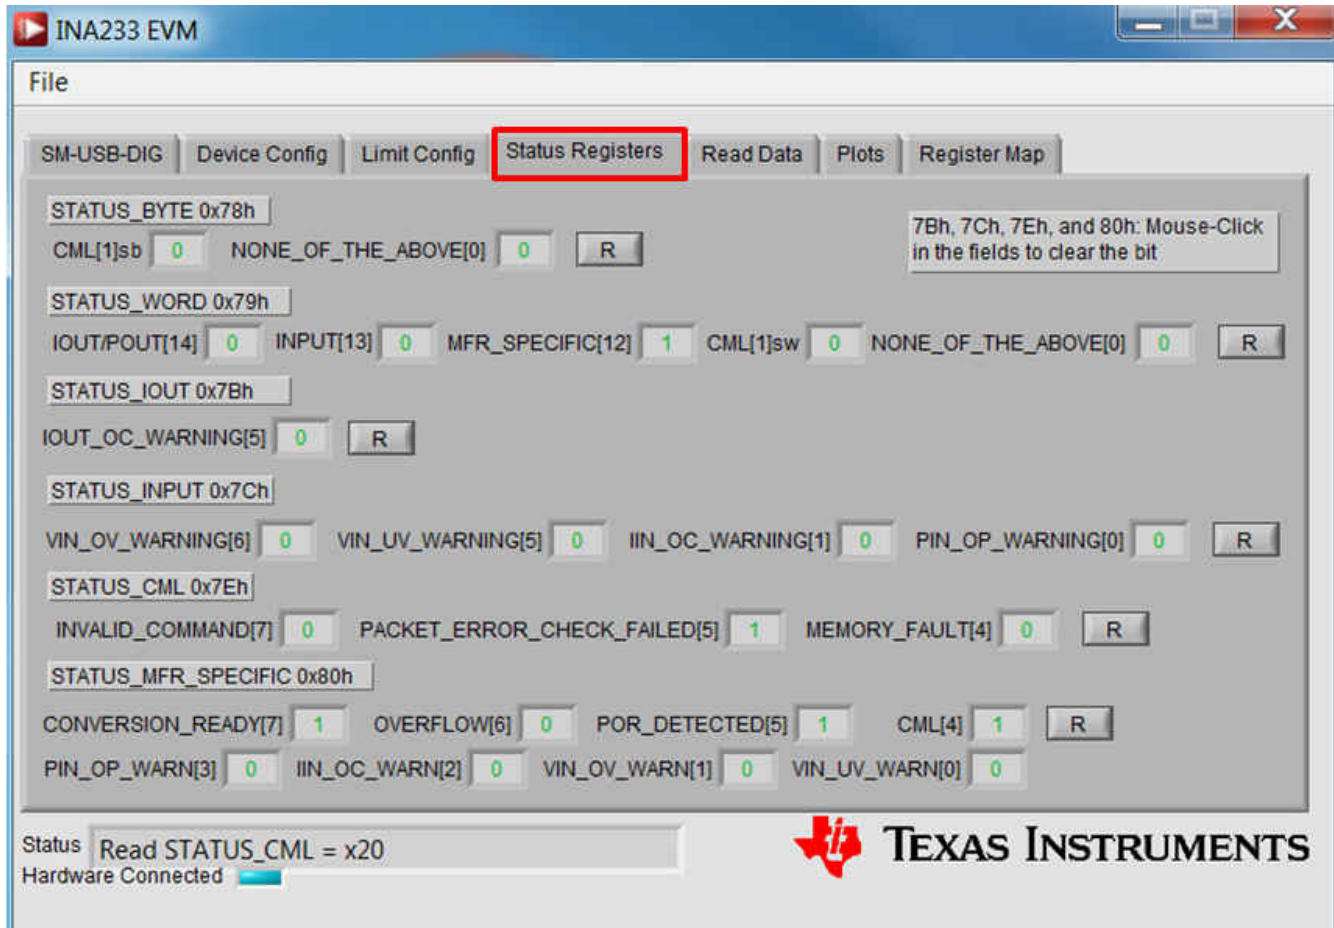 INA233 EVM
File
SM-USB-DIG Device Config Limit Config Status Registers Read Data Plots Register Map
STATUS_BYTE 0x78h
7Bh, 7Ch, 7Eh, and 80h: Mouse-Click
in the fields to clear the bit
CML[1]sb 0 NONE_OF_THE_ABOVE[0] 0 R
STATUS_WORD 0x79h
IOUT/POUT[14] 0 INPUT[13] 0 MFR_SPECIFIC[12] 1 CML[1]sw 0 NONE_OF_THE_ABOVE[0] 0 R
STATUS_IOUT 0x7Bh
IOUT_OC_WARNING[5] 0 R
STATUS_INPUT 0x7Ch
VIN_OV_WARNING[6] 0 VIN_UV_WARNING[5] 0 IIN_OC_WARNING[1] 0 PIN_OP_WARNING[0] 0 R
STATUS_CML 0x7Eh
INVALID_COMMAND[7] 0 PACKET_ERROR_CHECK_FAILED[5] 1 MEMORY_FAULT[4] 0 R
STATUS_MFR_SPECIFIC 0x80h
CONVERSION_READY[7] 1 OVERFLOW[6] 0 POR_DETECTED[5] 1 CML[4] 1 R
PIN_OP_WARN[3] 0 IIN_OC_WARN[2] 0 VIN_OV_WARN[1] 0 VIN_UV_WARN[0] 0
Status Read STATUS_CML = x20
Hardware Connected
TEXAS INSTRUMENTS